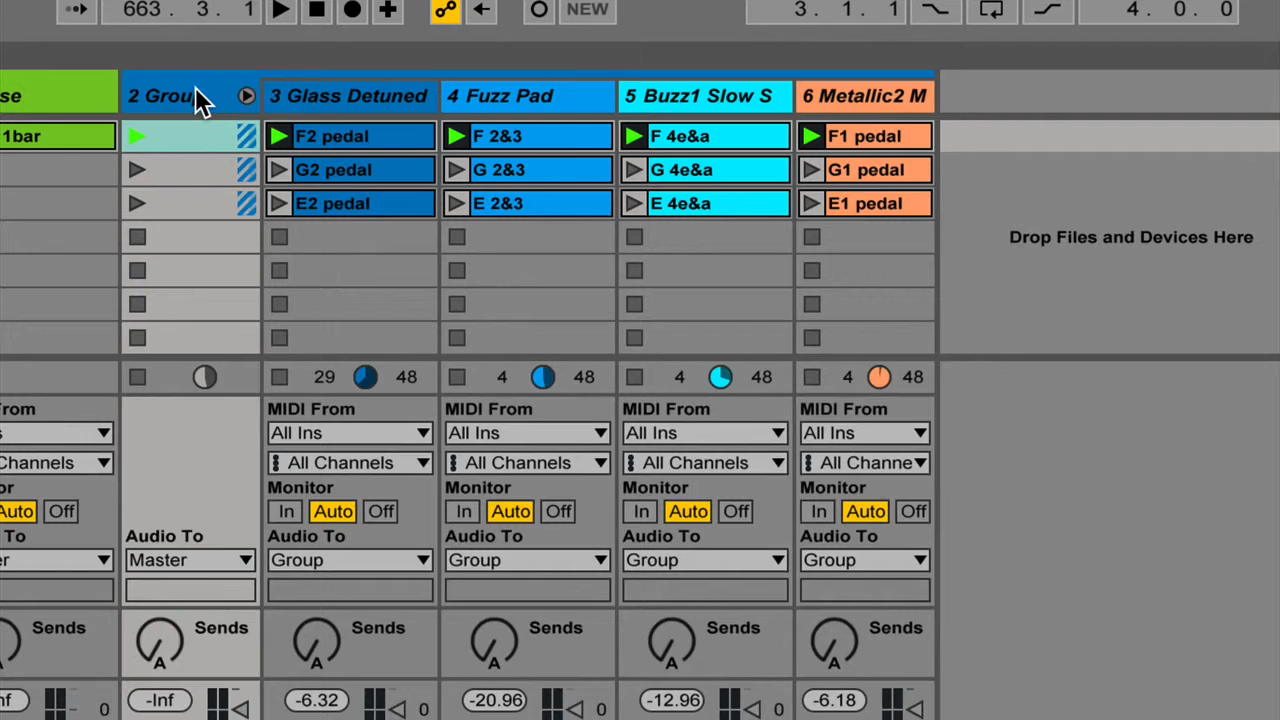 663. 3. 1 NEW 3. 1. 1 4. 0. 0
se 2 Grou 3 Glass Detuned 4 Fuzz Pad 5 Buzz1 Slow S 6 Metallic2 M
1bar F2 pedal F 2&3 F 4e&a F1 pedal
G2 pedal G 2&3 G 4e&a G1 pedal
E2 pedal E 2&3 E 4e&a E1 pedal
Drop Files and Devices Here
29 48 4 48 4 48 4 48
From MIDI From MIDI From MIDI From MIDI From
s All Ins All Ins All Ins All Ins
Channels All Channels All Channels All Channels All Channe
or Monitor Monitor Monitor Monitor
Auto Off In Auto Off In Auto Off In Auto Off In Auto Off
To Audio To Audio To Audio To Audio To Audio To
er Master Group Group Group Group
Sends Sends Sends Sends Sends Sends
A A A A A
nf -Inf -6.32 -20.96 -12.96 -6.18
0 0 0 0